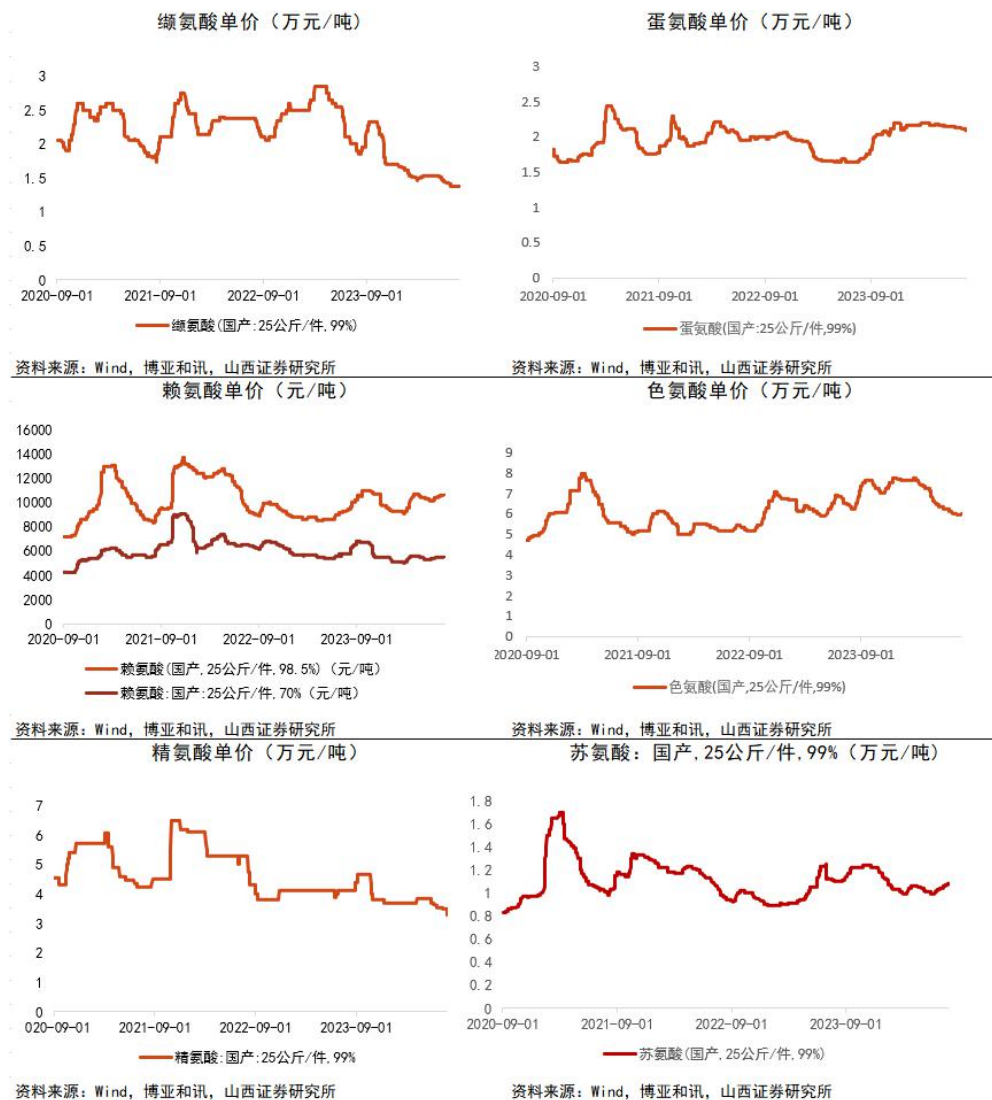 缬氨酸单价（万元/吨）
3
2.5
2
1.5
1
0.5
0
2020-09-01 2021-09-01 2022-09-01 2023-09-01
缬氨酸(国产:25公斤/件,99%)
资料来源：Wind，博亚和讯，山西证券研究所
蛋氨酸单价（万元/吨）
3
2.5
2
1.5
1
0.5
0
2020-09-01 2021-09-01 2022-09-01 2023-09-01
蛋氨酸(国产:25公斤/件,99%)
资料来源：Wind，博亚和讯，山西证券研究所
赖氨酸单价（元/吨）
16000
14000
12000
10000
8000
6000
4000
2000
0
2020-09-01 2021-09-01 2022-09-01 2023-09-01
赖氨酸(国产,25公斤/件,98.5%)（元/吨）
赖氨酸:国产:25公斤/件,70%（元/吨）
资料来源：Wind，博亚和讯，山西证券研究所
色氨酸单价（万元/吨）
9
8
7
6
5
4
3
2
1
0
2020-09-01 2021-09-01 2022-09-01 2023-09-01
色氨酸(国产,25公斤/件,99%)
资料来源：Wind，博亚和讯，山西证券研究所
精氨酸单价（万元/吨）
7
6
5
4
3
2
1
0
020-09-01 2021-09-01 2022-09-01 2023-09-01
精氨酸:国产:25公斤/件,99%
资料来源：Wind，博亚和讯，山西证券研究所
苏氨酸：国产,25公斤/件,99%（万元/吨）
1.8
1.6
1.4
1.2
1
0.8
0.6
0.4
0.2
0
2020-09-01 2021-09-01 2022-09-01 2023-09-01
苏氨酸(国产,25公斤/件,99%)
资料来源：Wind，博亚和讯，山西证券研究所